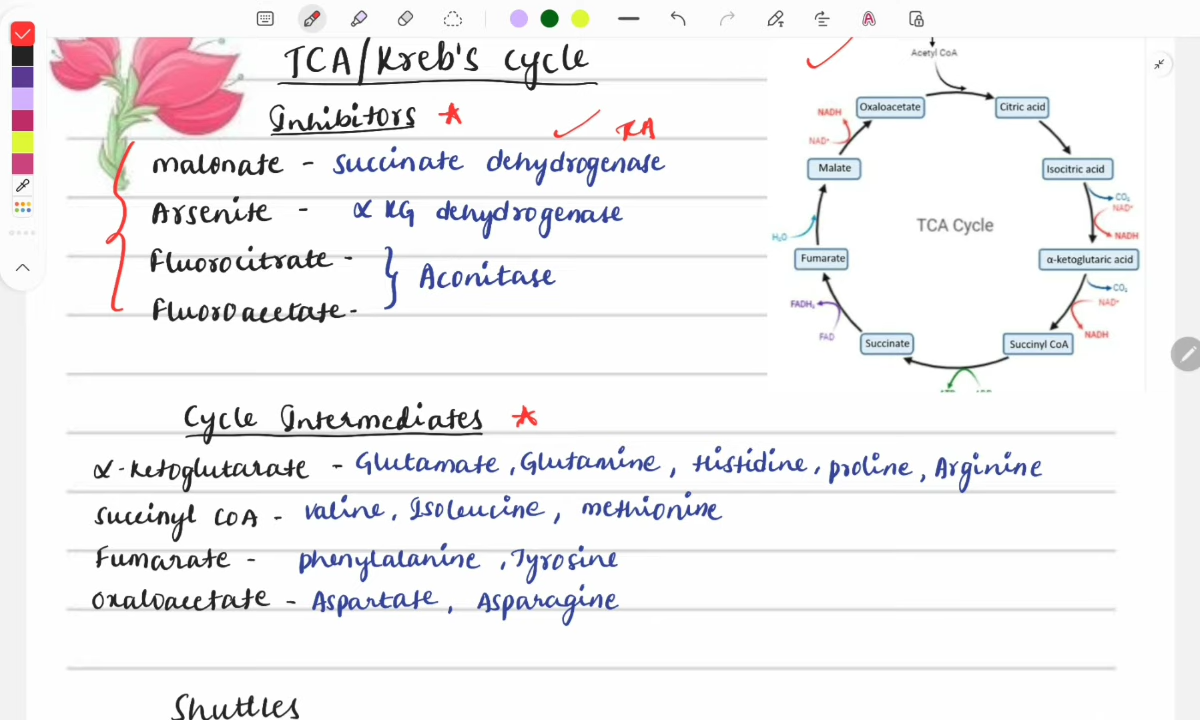 TCA/Kreb's cycle
Inhibitors
malonate - succinate dehydrogenase
Arsenite - α KG dehydrogenase
Fluorocitrate -
Fluoroacetate -
} Aconitase
Acetyl CoA
Oxaloacetate
Citric acid
NADH
NAD⁺
Malate
Isocitric acid
CO₂
NAD⁺
NADH
TCA Cycle
H₂O
Fumarate
α-ketoglutaric acid
CO₂
NAD⁺
NADH
FADH₂
FAD
Succinate
Succinyl CoA
Cycle Intermediates
α-ketoglutarate - Glutamate, Glutamine, Histidine, proline, Arginine
Succinyl COA - valine, Isoleucine, methionine
Fumarate - phenylalanine, Tyrosine
Oxaloacetate - Aspartate, Asparagine
Shuttles